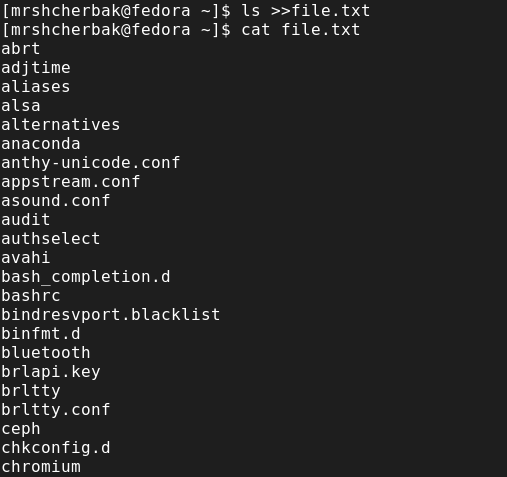 [mrshcherbak@fedora ~]$ ls >>file.txt
[mrshcherbak@fedora ~]$ cat file.txt
abrt
adjtime
aliases
alsa
alternatives
anaconda
anthy-unicode.conf
appstream.conf
asound.conf
audit
authselect
avahi
bash_completion.d
bashrc
bindresvport.blacklist
binfmt.d
bluetooth
brlapi.key
brltty
brltty.conf
ceph
chkconfig.d
chromium